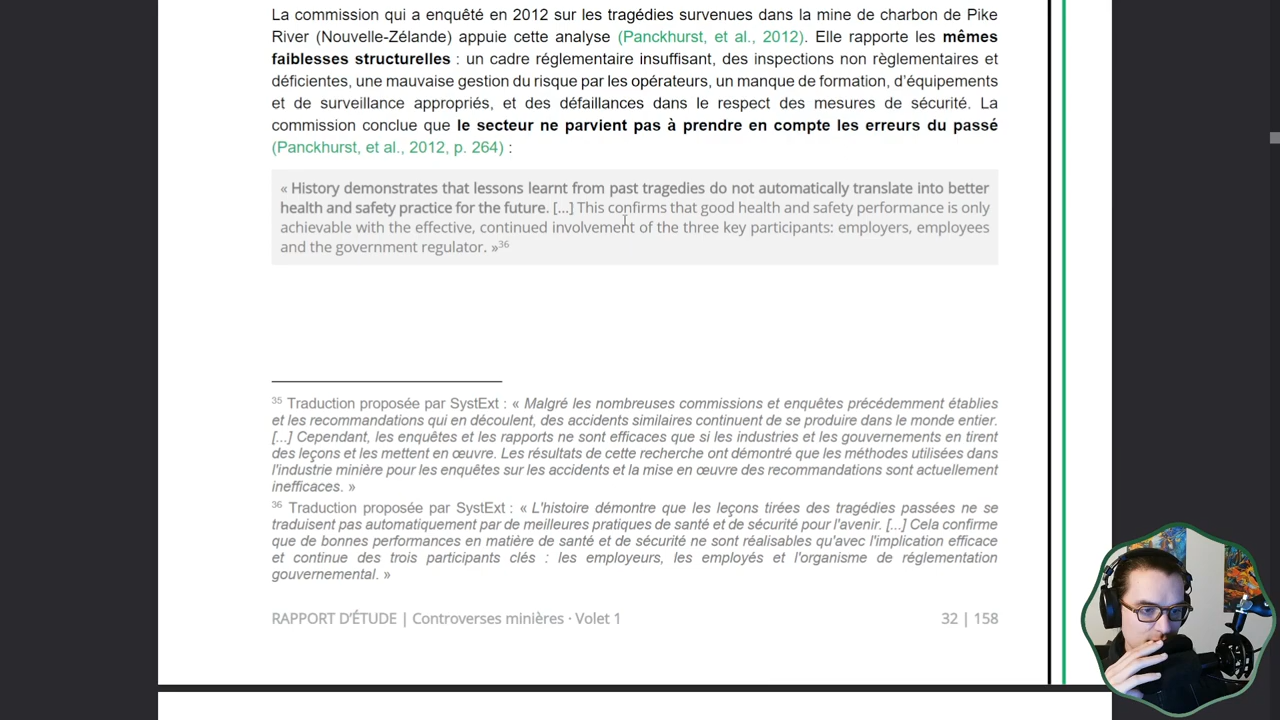 La commission qui a enquêté en 2012 sur les tragédies survenues dans la mine de charbon de Pike
River (Nouvelle-Zélande) appuie cette analyse (Panckhurst, et al., 2012). Elle rapporte les mêmes
faiblesses structurelles : un cadre réglementaire insuffisant, des inspections non règlementaires et
déficientes, une mauvaise gestion du risque par les opérateurs, un manque de formation, d'équipements
et de surveillance appropriés, et des défaillances dans le respect des mesures de sécurité. La
commission conclue que le secteur ne parvient pas à prendre en compte les erreurs du passé
(Panckhurst, et al., 2012, p. 264) :
« History demonstrates that lessons learnt from past tragedies do not automatically translate into better
health and safety practice for the future. [...] This confirms that good health and safety performance is only
achievable with the effective, continued involvement of the three key participants: employers, employees
and the government regulator. »36
35 Traduction proposée par SystExt : « Malgré les nombreuses commissions et enquêtes précédemment établies
et les recommandations qui en découlent, des accidents similaires continuent de se produire dans le monde entier.
[...] Cependant, les enquêtes et les rapports ne sont efficaces que si les industries et les gouvernements en tirent
des leçons et les mettent en œuvre. Les résultats de cette recherche ont démontré que les méthodes utilisées dans
l'industrie minière pour les enquêtes sur les accidents et la mise en œuvre des recommandations sont actuellement
inefficaces. »
36 Traduction proposée par SystExt : « L'histoire démontre que les leçons tirées des tragédies passées ne se
traduisent pas automatiquement par de meilleures pratiques de santé et de sécurité pour l'avenir. [...] Cela confirme
que de bonnes performances en matière de santé et de sécurité ne sont réalisables qu'avec l'implication efficace
et continue des trois participants clés : les employeurs, les employés et l'organisme de réglementation
gouvernemental. »
RAPPORT D'ÉTUDE | Controverses minières · Volet 1
32 | 158